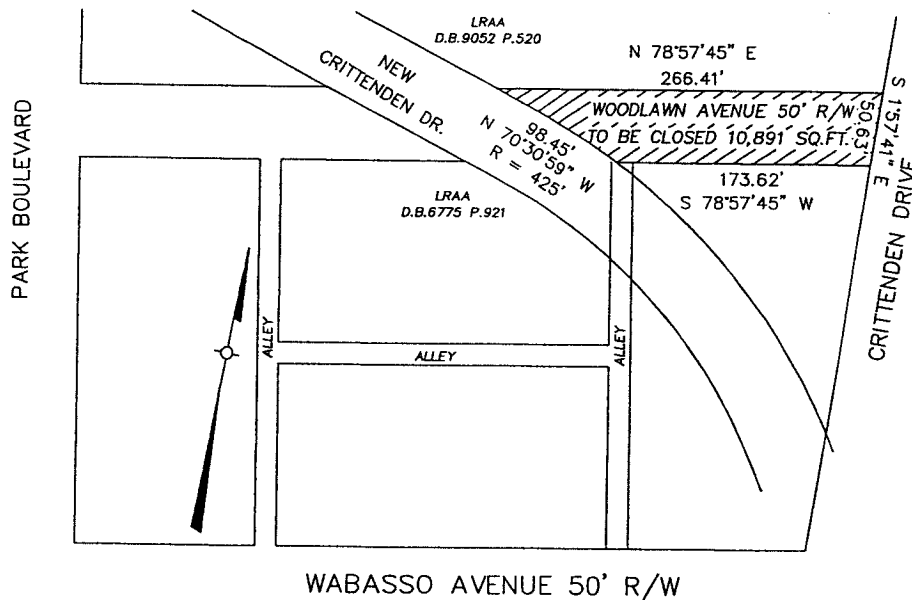 LRAA
D.B.9052 P.520
N 78°57'45" E
266.41'
NEW
CRITTENDEN DR.
98.45'
N 70°30'59" W
R = 425'
WOODLAWN AVENUE 50' R/W
TO BE CLOSED 10,891 SQ.FT.
S 1°57'41" E
50.63'
CRITTENDEN DRIVE
173.62'
S 78°57'45" W
LRAA
D.B.6775 P.921
PARK BOULEVARD
ALLEY
ALLEY
ALLEY
WABASSO AVENUE 50' R/W